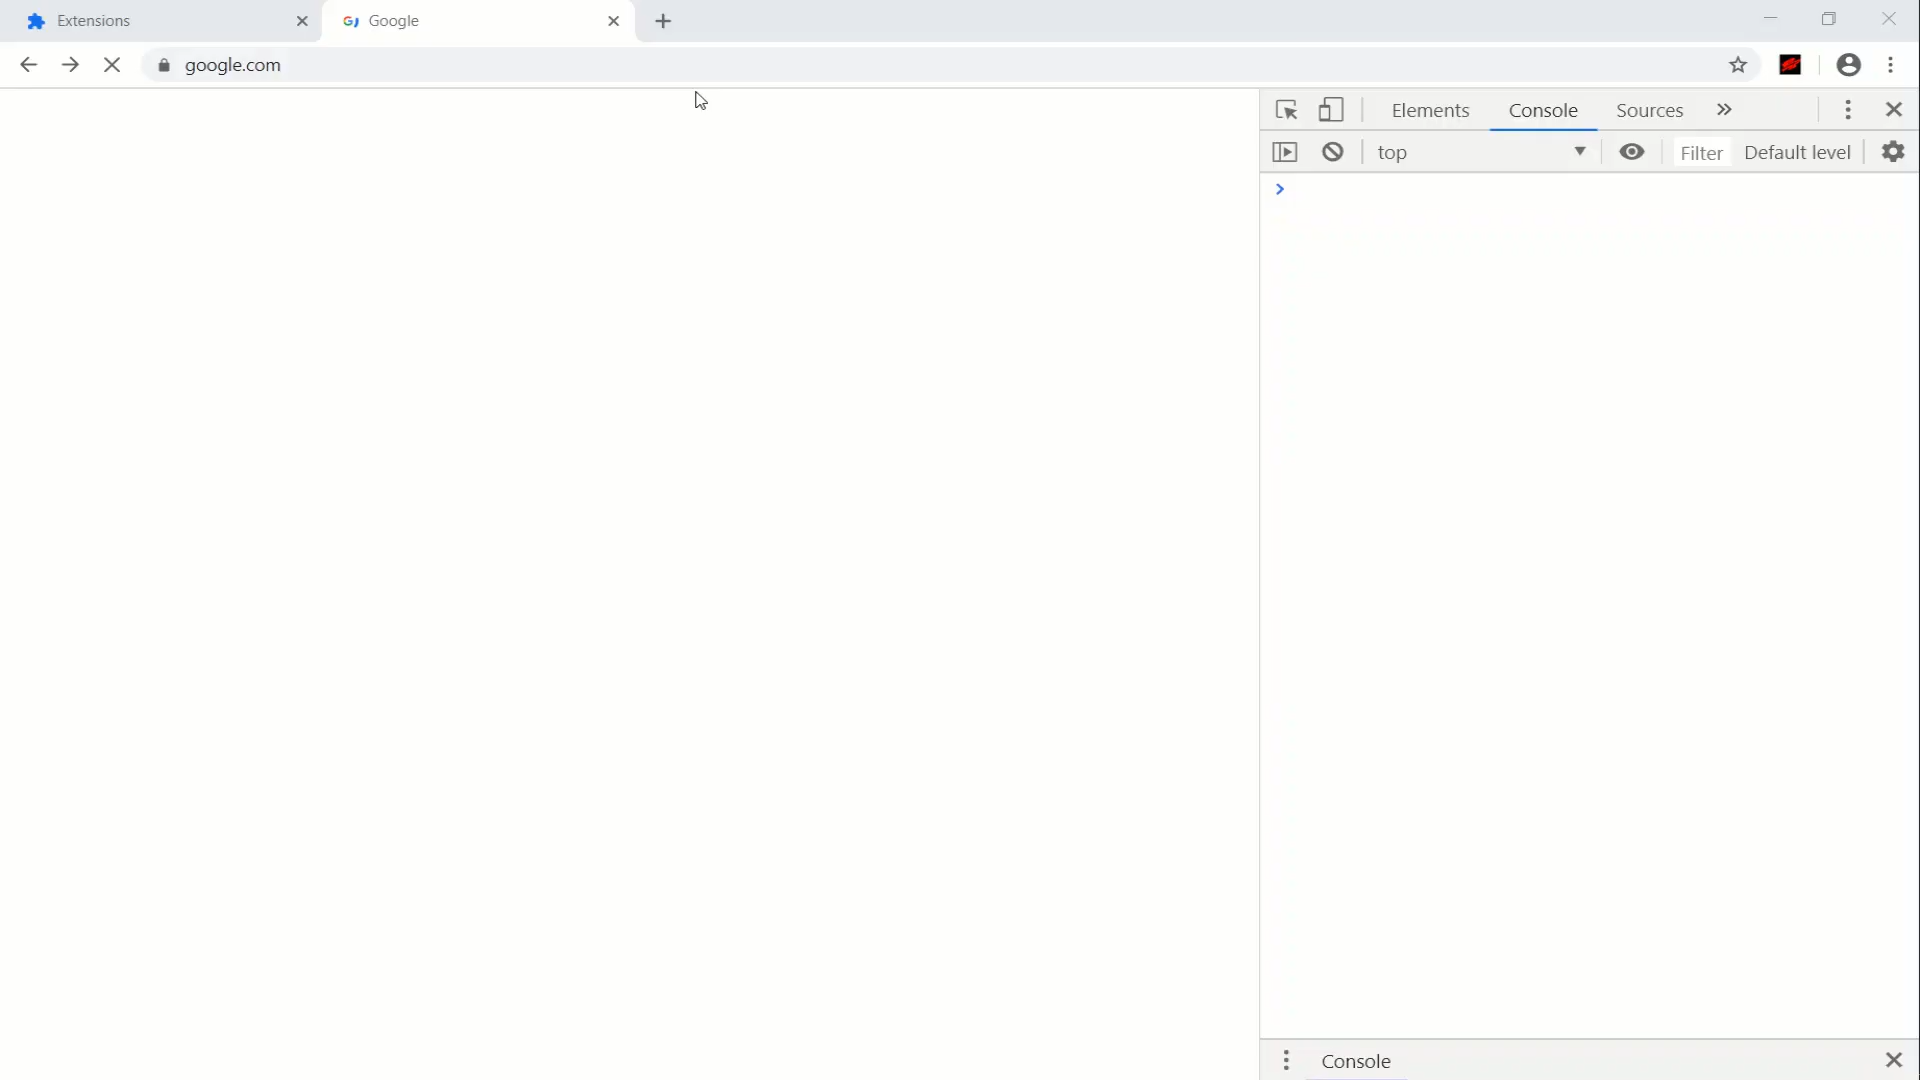 Extensions
Google
google.com
Elements
Console
Sources
top
Filter
Default level
Console